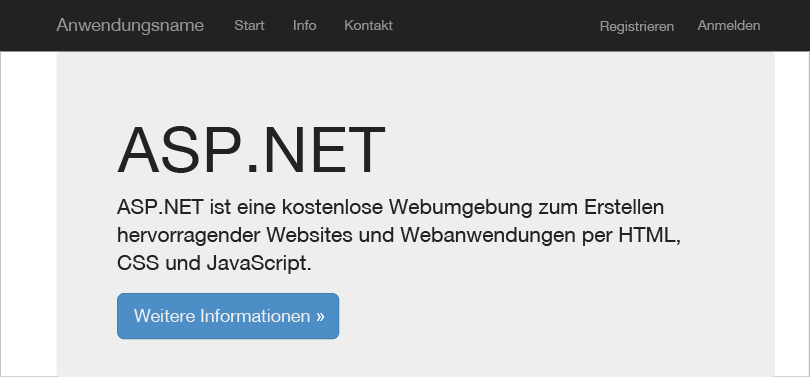 Anwendungsname Start Info Kontakt Registrieren Anmelden
ASP.NET
ASP.NET ist eine kostenlose Webumgebung zum Erstellen
hervorragender Websites und Webanwendungen per HTML,
CSS und JavaScript.
Weitere Informationen »